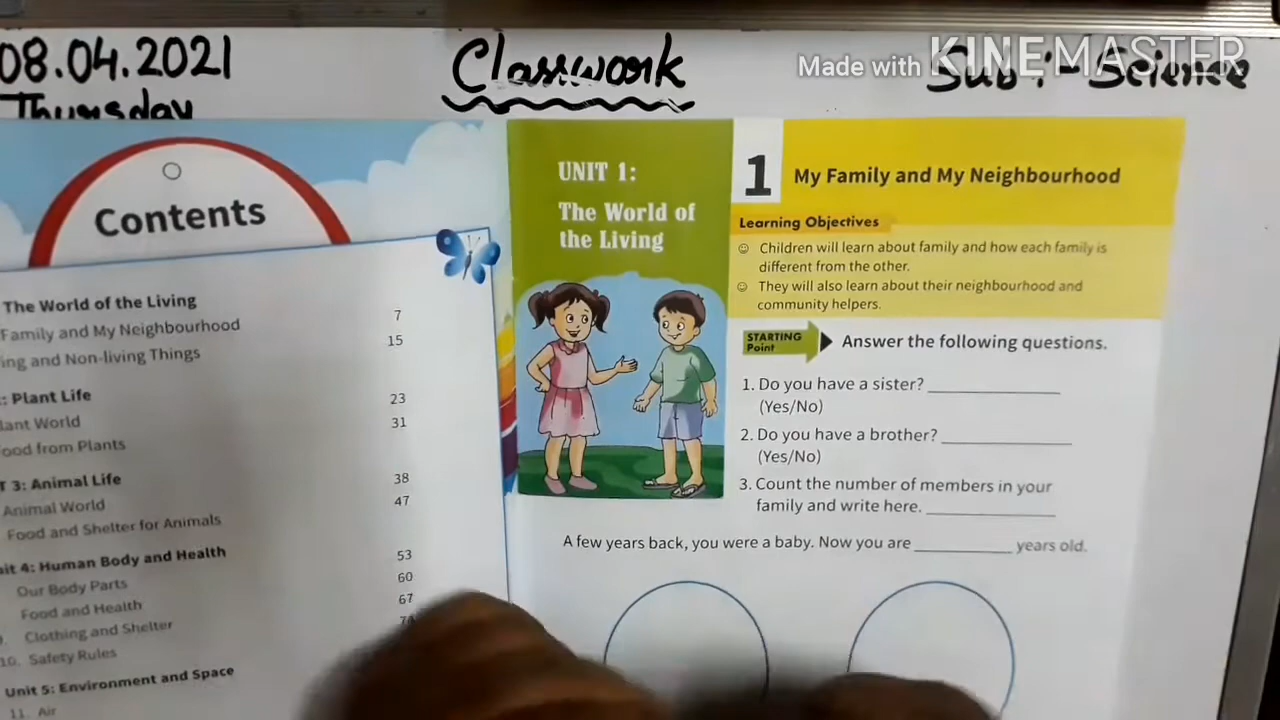 08.04.2021
Thursday
Classwork
Sub :- Science
Made with KINEMASTER
Contents
The World of the Living
Family and My Neighbourhood 7
ing and Non-living Things 15
: Plant Life
lant World 23
ood from Plants 31
T 3: Animal Life
Animal World 38
Food and Shelter for Animals 47
it 4: Human Body and Health
Our Body Parts 53
Food and Health 60
9. Clothing and Shelter 67
10. Safety Rules
Unit 5: Environment and Space
11. Air
UNIT 1:
The World of
the Living
1 My Family and My Neighbourhood
Learning Objectives
Children will learn about family and how each family is
different from the other.
They will also learn about their neighbourhood and
community helpers.
STARTING
Point
Answer the following questions.
1. Do you have a sister? ____________
(Yes/No)
2. Do you have a brother? ____________
(Yes/No)
3. Count the number of members in your
family and write here. ____________
A few years back, you were a baby. Now you are _________ years old.